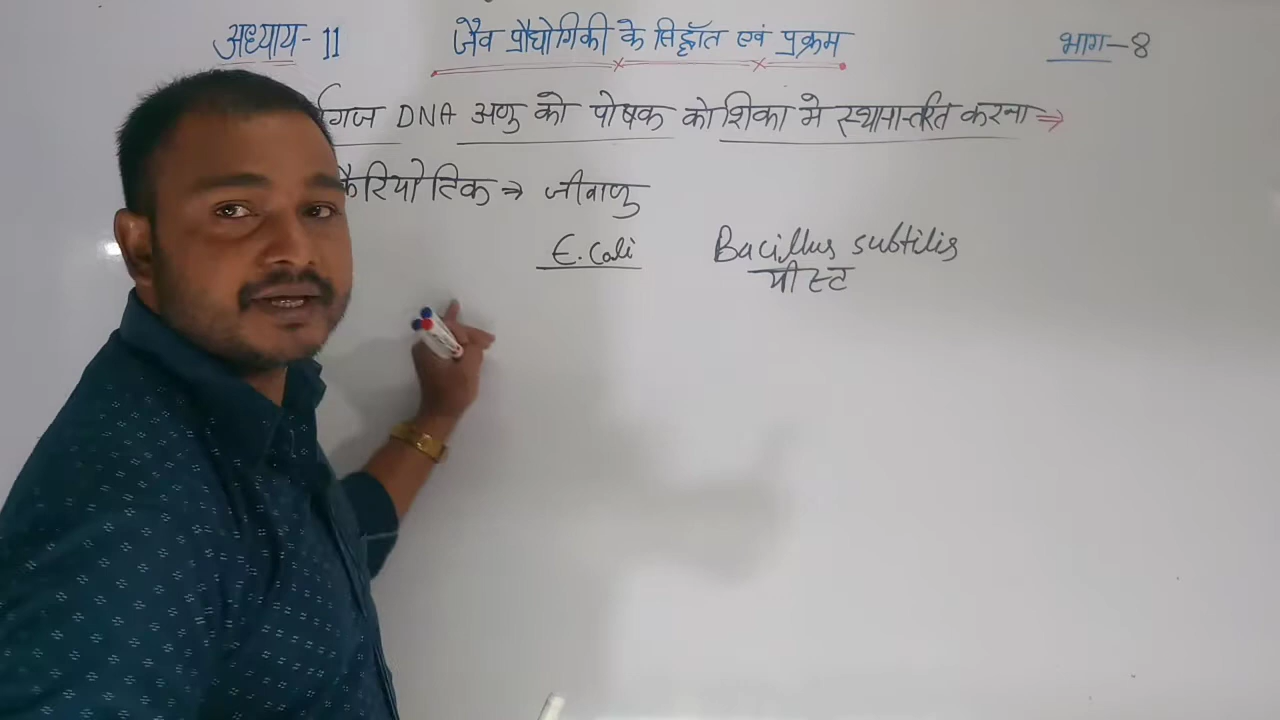 अध्याय-11 जैव प्रौद्योगिकी के सिद्धाँत एवं प्रक्रम भाग-8
DNA अणु को पोषक कोशिका मे स्थानान्तरित करना ⇒
⇒ जीवाणु
E. Coli Bacillus subtilis
यीस्ट